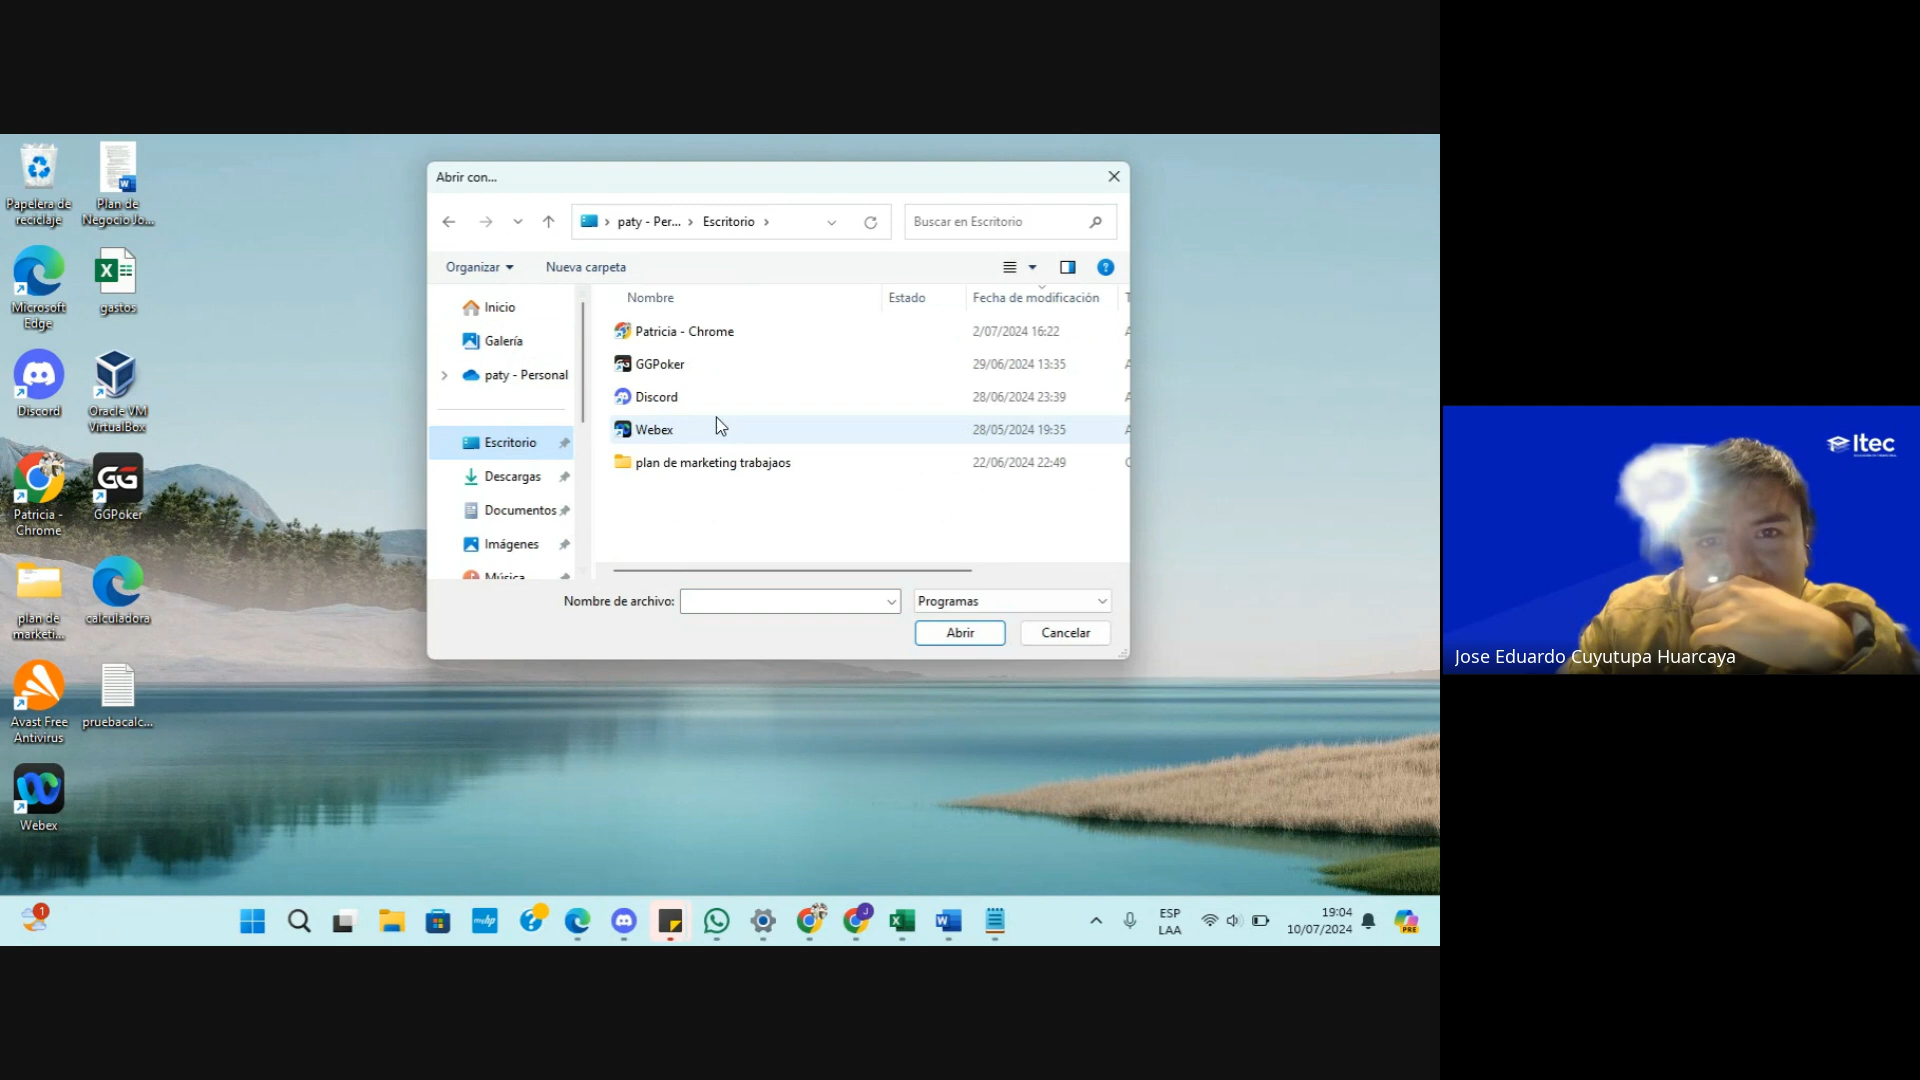 Papelera de
reciclaje
Plan de
Negocio Jo...
Microsoft
Edge
gastos
Discord
Oracle VM
VirtualBox
Patricia -
Chrome
GGPoker
plan de
marketi...
calculadora
Avast Free
Antivirus
pruebacalc...
Webex
Abrir con...
paty - Per... > Escritorio >
Buscar en Escritorio
Organizar
Nueva carpeta
Inicio
Galería
paty - Personal
Escritorio
Descargas
Documentos
Imágenes
Música
Nombre Estado Fecha de modificación
Patricia - Chrome 2/07/2024 16:22
GGPoker 29/06/2024 13:35
Discord 28/06/2024 23:39
Webex 28/05/2024 19:35
plan de marketing trabajaos 22/06/2024 22:49
Nombre de archivo:
Programas
Abrir
Cancelar
1
myhp
J
ESP
LAA
19:04
10/07/2024
PRE
Itec
Jose Eduardo Cuyutupa Huarcaya